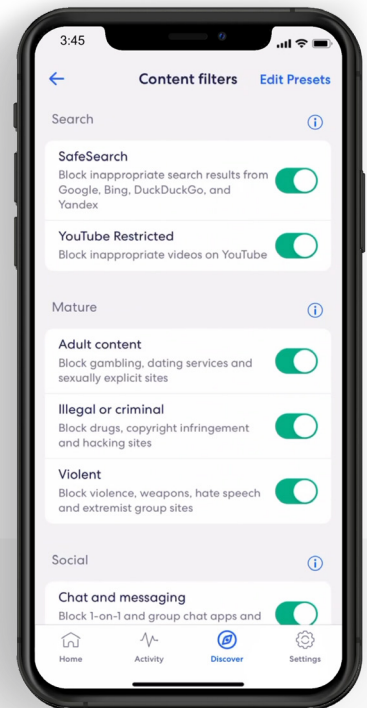 3:45
Content filters
Edit Presets
Search
SafeSearch
Block inappropriate search results from
Google, Bing, DuckDuckGo, and
Yandex
YouTube Restricted
Block inappropriate videos on YouTube
Mature
Adult content
Block gambling, dating services and
sexually explicit sites
Illegal or criminal
Block drugs, copyright infringement
and hacking sites
Violent
Block violence, weapons, hate speech
and extremist group sites
Social
Chat and messaging
Block 1-on-1 and group chat apps and
Home
Activity
Discover
Settings